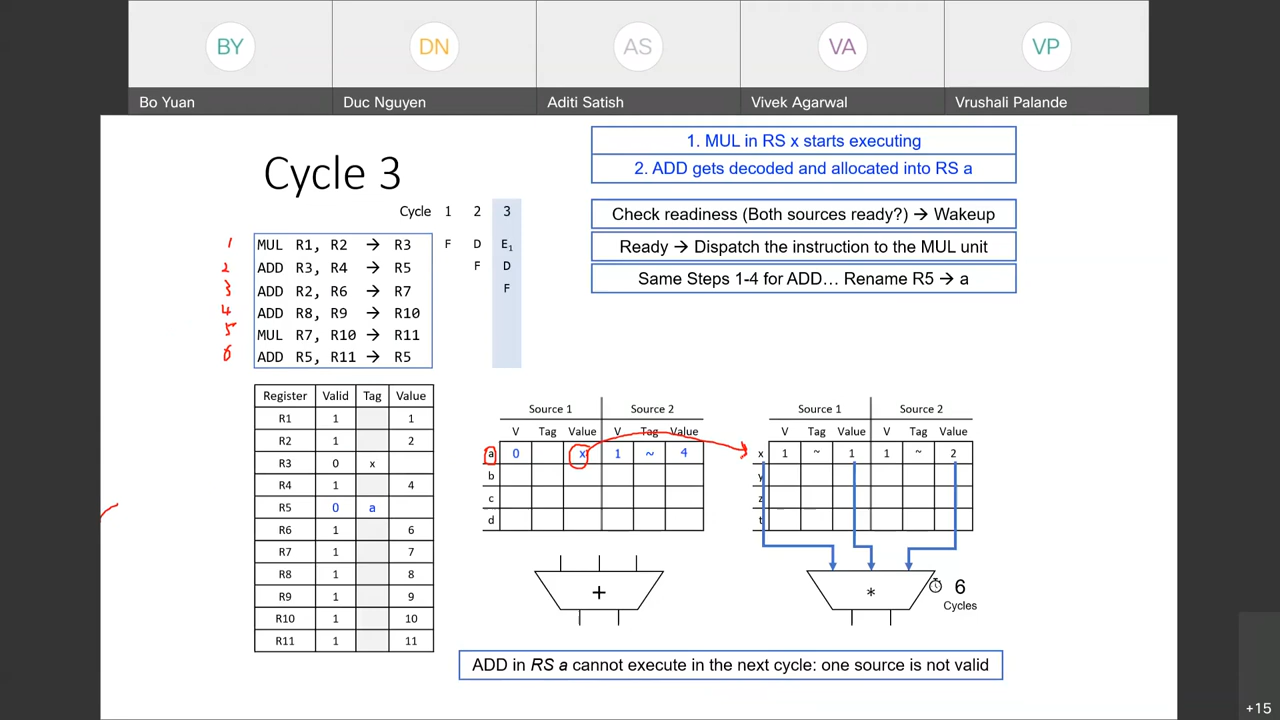 BY DN AS VA VP
Bo Yuan Duc Nguyen Aditi Satish Vivek Agarwal Vrushali Palande
1. MUL in RS x starts executing
2. ADD gets decoded and allocated into RS a
Cycle 3
Check readiness (Both sources ready?) → Wakeup
Ready → Dispatch the instruction to the MUL unit
Same Steps 1-4 for ADD… Rename R5 → a
Cycle 1 2 3
1 MUL R1, R2 → R3 F D E1
2 ADD R3, R4 → R5 F D
3 ADD R2, R6 → R7 F
4 ADD R8, R9 → R10
5 MUL R7, R10 → R11
6 ADD R5, R11 → R5
Register Valid Tag Value
R1 1 1
R2 1 2
R3 0 x
R4 1 4
R5 0 a
R6 1 6
R7 1 7
R8 1 8
R9 1 9
R10 1 10
R11 1 11
Source 1 Source 2
V Tag Value V Tag Value
a 0 x 1 ~ 4
b
c
d
+
Source 1 Source 2
V Tag Value V Tag Value
x 1 ~ 1 1 ~ 2
y
z
t
*
6
Cycles
ADD in RS a cannot execute in the next cycle: one source is not valid
+15